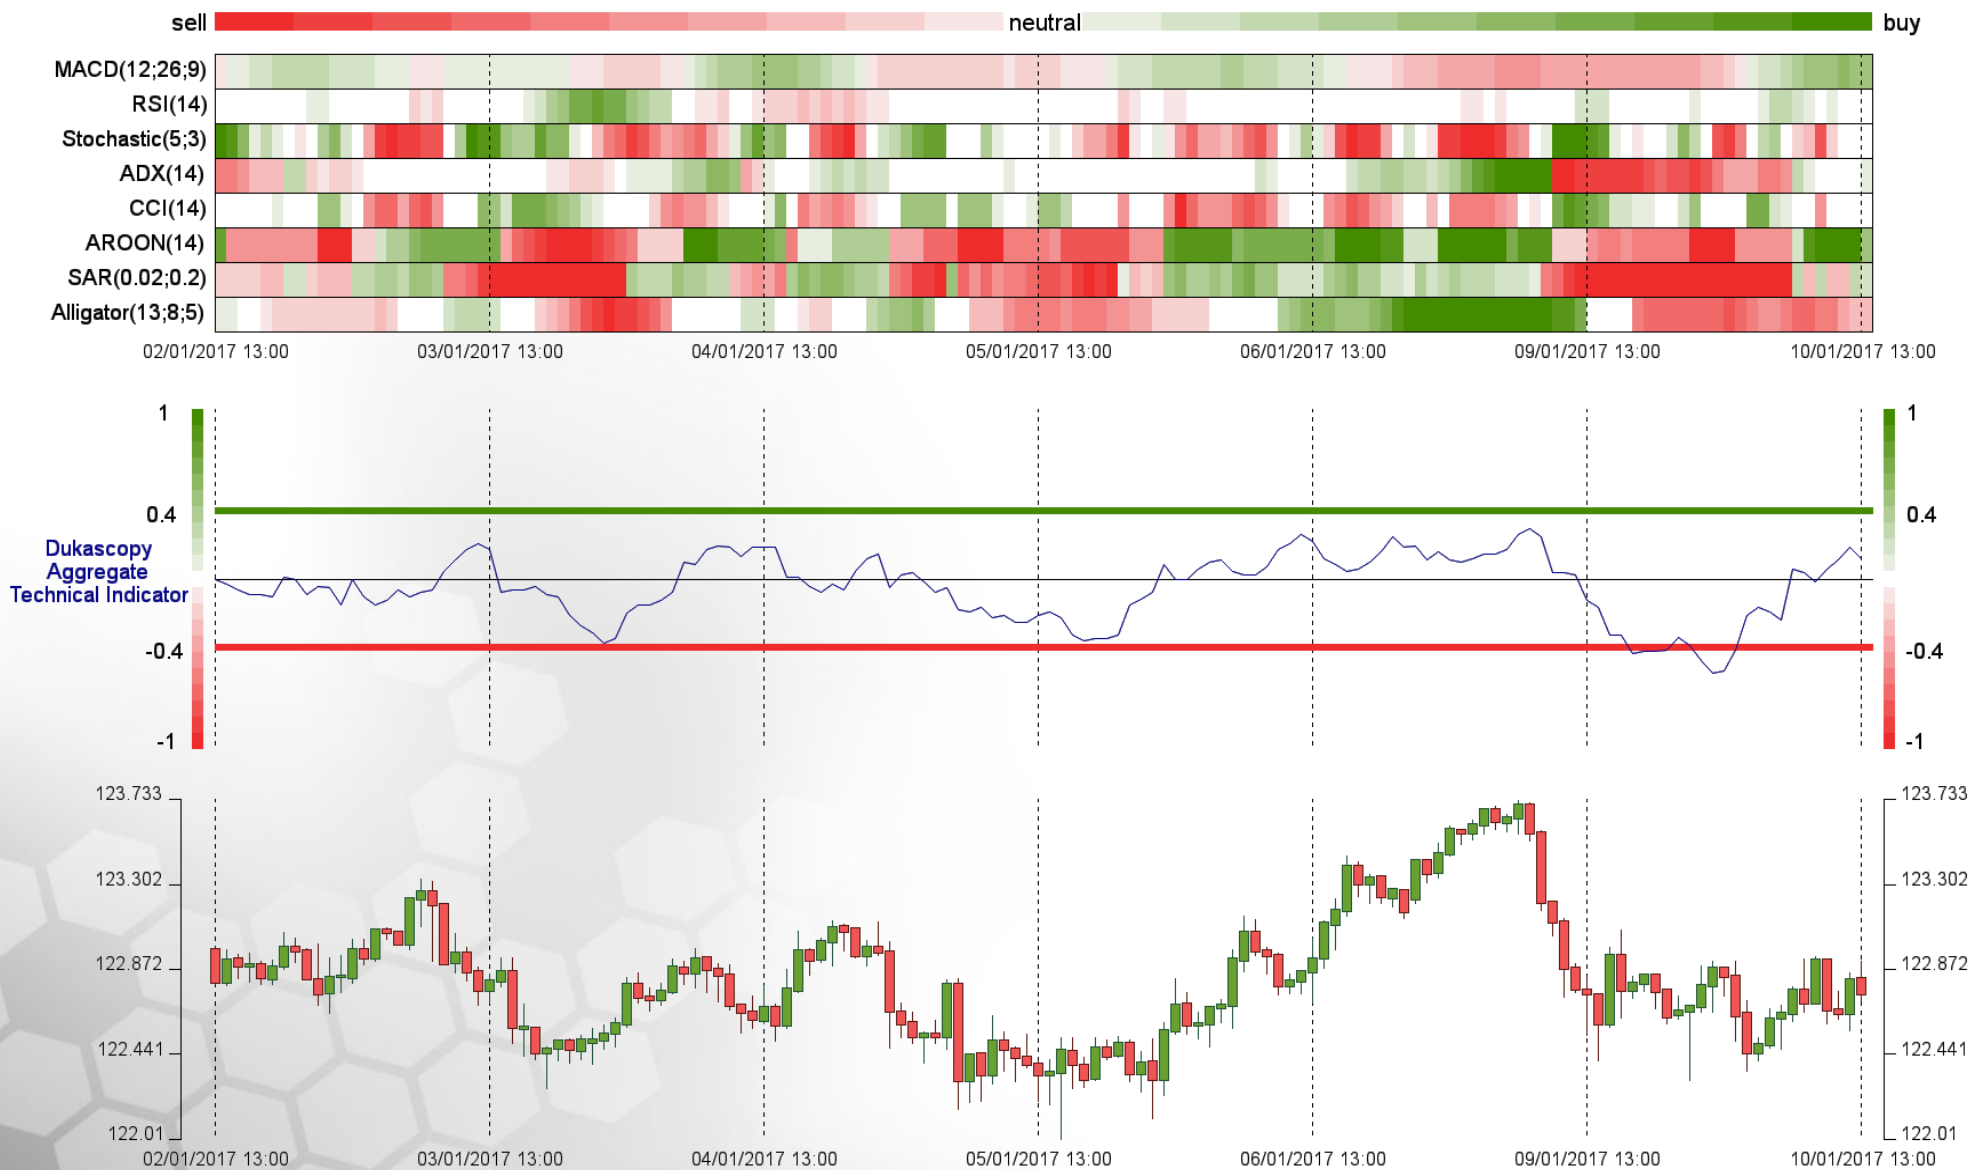 sell neutral buy
MACD(12;26;9)
RSI(14)
Stochastic(5;3)
ADX(14)
CCI(14)
AROON(14)
SAR(0.02;0.2)
Alligator(13;8;5)
02/01/2017 13:00 03/01/2017 13:00 04/01/2017 13:00 05/01/2017 13:00 06/01/2017 13:00 09/01/2017 13:00 10/01/2017 13:00
1 1
0.4 0.4
Dukascopy
Aggregate
Technical Indicator
-0.4 -0.4
-1 -1
123.733 123.733
123.302 123.302
122.872 122.872
122.441 122.441
122.01 122.01
02/01/2017 13:00 03/01/2017 13:00 04/01/2017 13:00 05/01/2017 13:00 06/01/2017 13:00 09/01/2017 13:00 10/01/2017 13:00